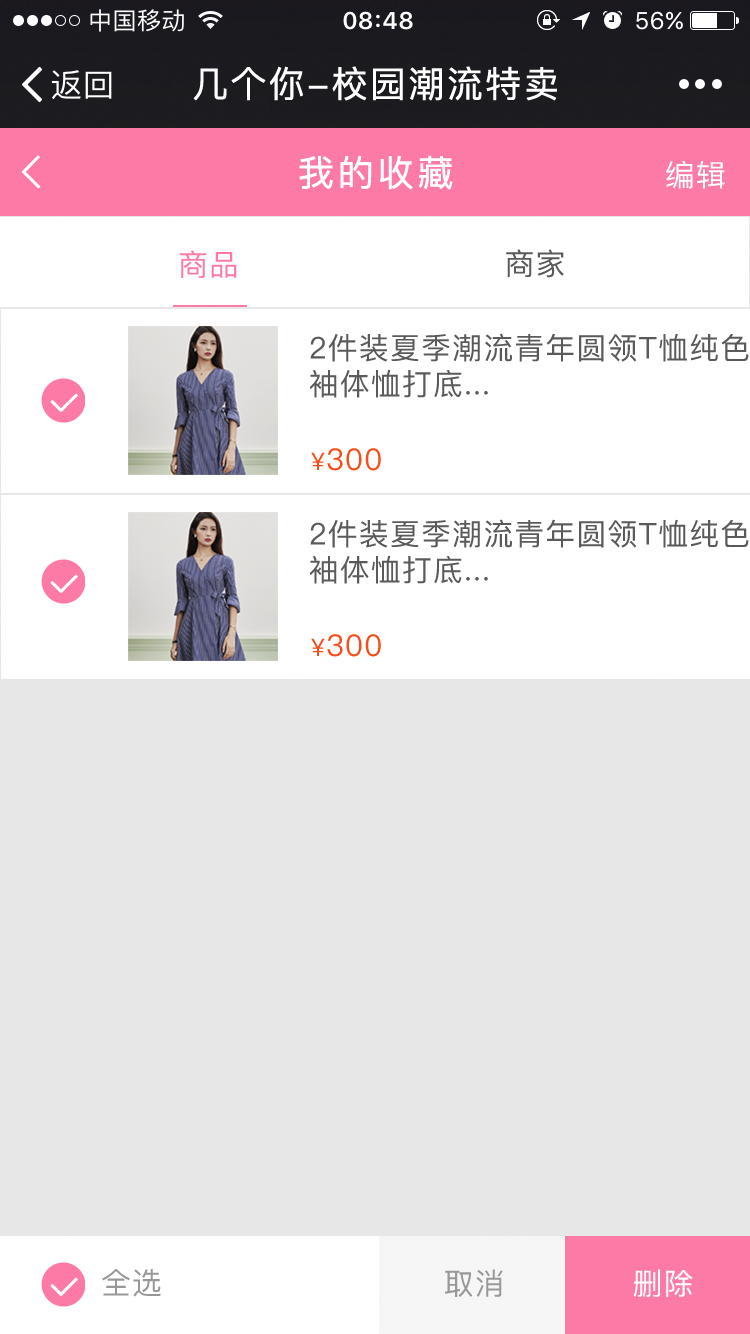 中国移动 08:48 56%
返回 几个你–校园潮流特卖
我的收藏 编辑
商品 商家
2件装夏季潮流青年圆领T恤纯色
袖体恤打底...
¥300
2件装夏季潮流青年圆领T恤纯色
袖体恤打底...
¥300
全选 取消 删除